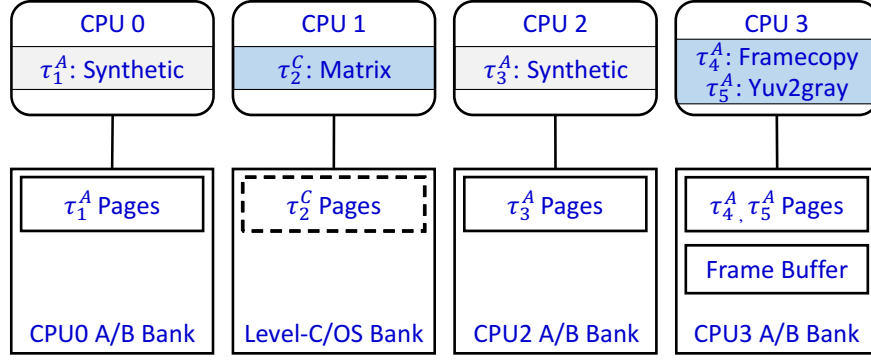 CPU 0
τ₁ᴬ: Synthetic
CPU 1
τ₂ᶜ: Matrix
CPU 2
τ₃ᴬ: Synthetic
CPU 3
τ₄ᴬ: Framecopy
τ₅ᴬ: Yuv2gray
τ₁ᴬ Pages
CPU0 A/B Bank
τ₂ᶜ Pages
Level-C/OS Bank
τ₃ᴬ Pages
CPU2 A/B Bank
τ₄ᴬ, τ₅ᴬ Pages
Frame Buffer
CPU3 A/B Bank